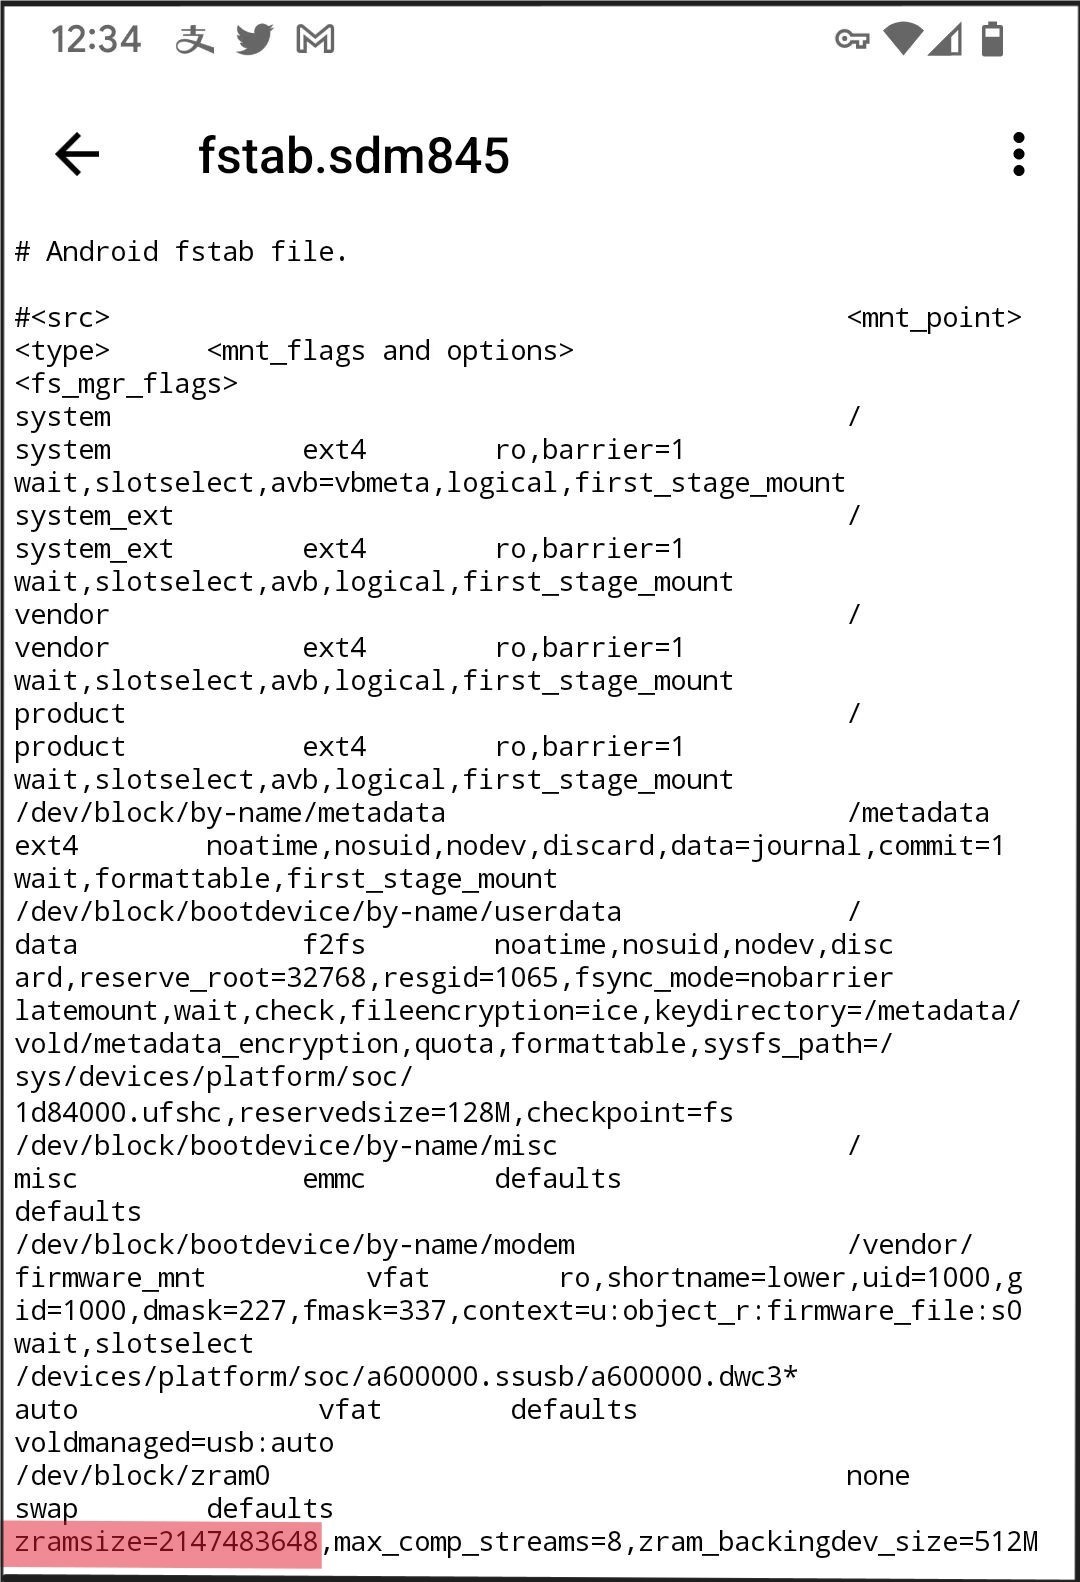 12:34
fstab.sdm845
# Android fstab file.
#<src> <mnt_point>
<type> <mnt_flags and options>
<fs_mgr_flags>
system /
system ext4 ro,barrier=1
wait,slotselect,avb=vbmeta,logical,first_stage_mount
system_ext /
system_ext ext4 ro,barrier=1
wait,slotselect,avb,logical,first_stage_mount
vendor /
vendor ext4 ro,barrier=1
wait,slotselect,avb,logical,first_stage_mount
product /
product ext4 ro,barrier=1
wait,slotselect,avb,logical,first_stage_mount
/dev/block/by-name/metadata /metadata
ext4 noatime,nosuid,nodev,discard,data=journal,commit=1
wait,formattable,first_stage_mount
/dev/block/bootdevice/by-name/userdata /
data f2fs noatime,nosuid,nodev,disc
ard,reserve_root=32768,resgid=1065,fsync_mode=nobarrier
latemount,wait,check,fileencryption=ice,keydirectory=/metadata/
vold/metadata_encryption,quota,formattable,sysfs_path=/
sys/devices/platform/soc/
1d84000.ufshc,reservedsize=128M,checkpoint=fs
/dev/block/bootdevice/by-name/misc /
misc emmc defaults
defaults
/dev/block/bootdevice/by-name/modem /vendor/
firmware_mnt vfat ro,shortname=lower,uid=1000,g
id=1000,dmask=227,fmask=337,context=u:object_r:firmware_file:s0
wait,slotselect
/devices/platform/soc/a600000.ssusb/a600000.dwc3*
auto vfat defaults
voldmanaged=usb:auto
/dev/block/zram0 none
swap defaults
zramsize=2147483648,max_comp_streams=8,zram_backingdev_size=512M